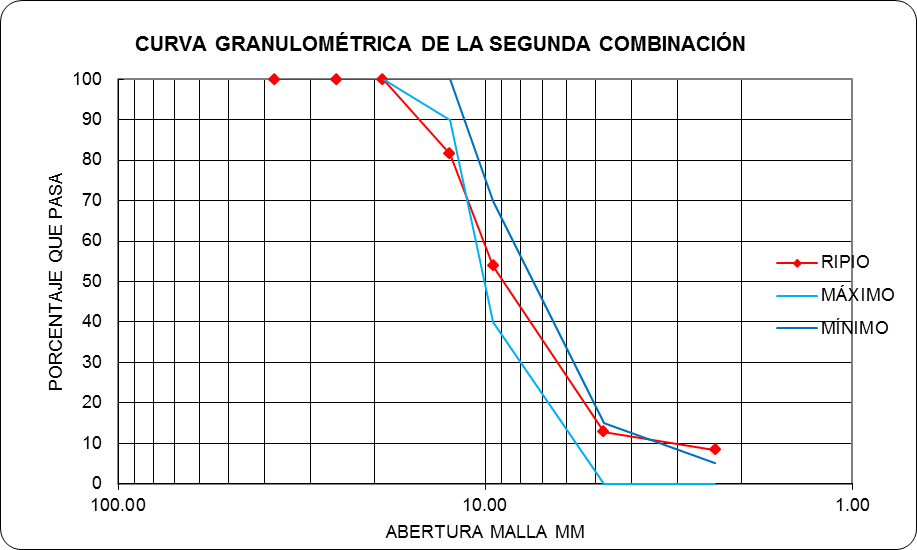 CURVA GRANULOMÉTRICA DE LA SEGUNDA COMBINACIÓN
PORCENTAJE QUE PASA
100
90
80
70
60
50
40
30
20
10
0
100.00 10.00 1.00
ABERTURA MALLA MM
RIPIO
MÁXIMO
MÍNIMO